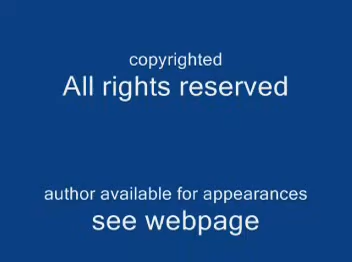 copyrighted
All rights reserved
author available for appearances
see webpage